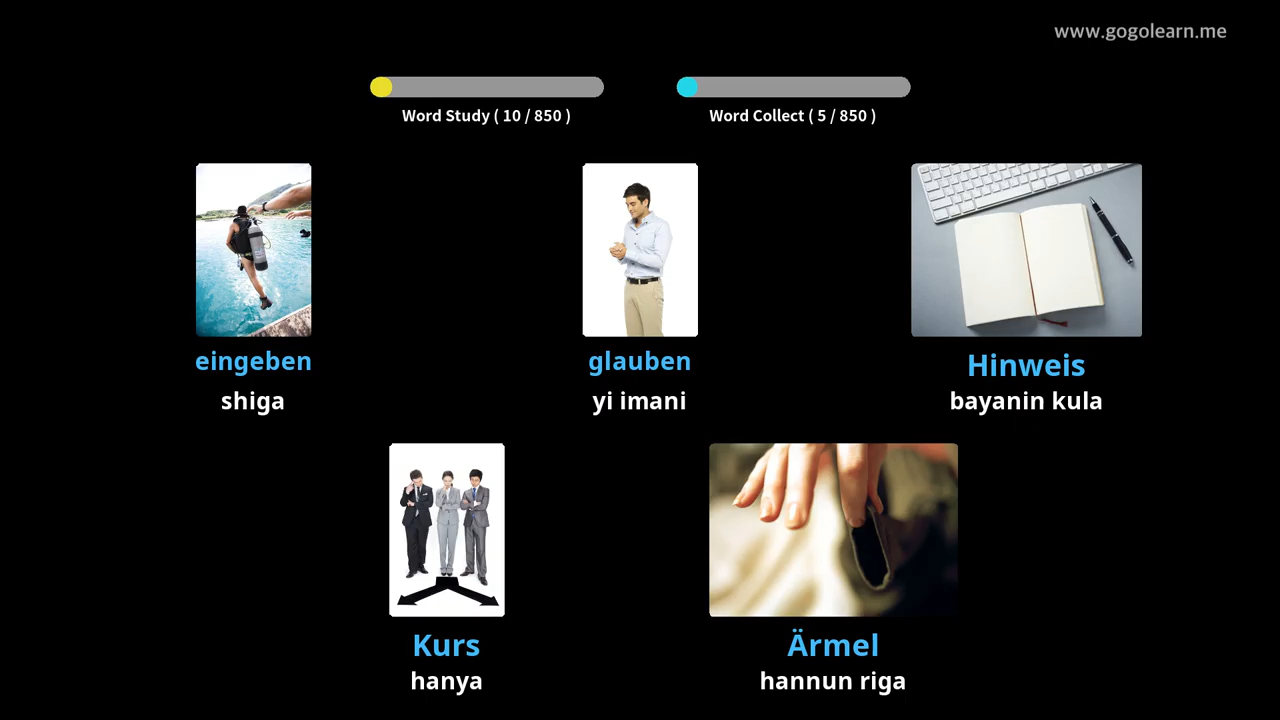 www.gogolearn.me
Word Study ( 10 / 850 )
Word Collect ( 5 / 850 )
eingeben
shiga
glauben
yi imani
Hinweis
bayanin kula
Kurs
hanya
Ärmel
hannun riga